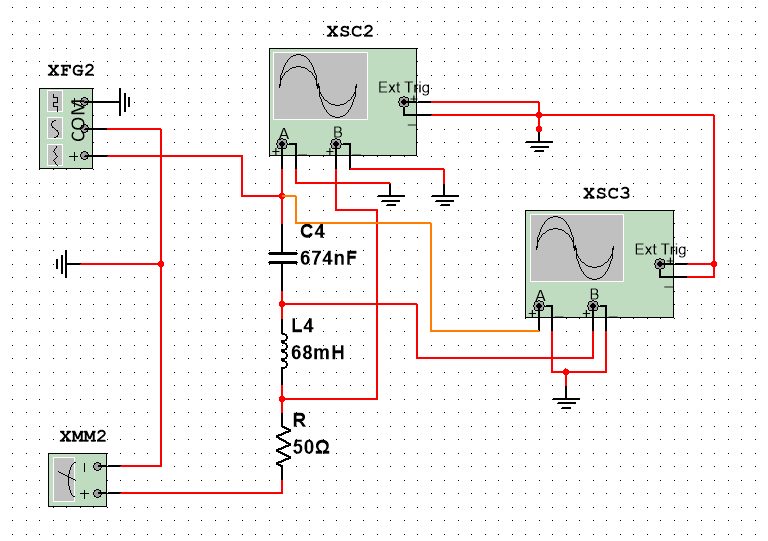 XSC2
XFG2
COM
+
Ext Trig
+
−
A
B
+
−
+
−
XSC3
Ext Trig
+
−
A
B
+
−
+
−
C4
674nF
L4
68mH
R
50Ω
XMM2
−
+